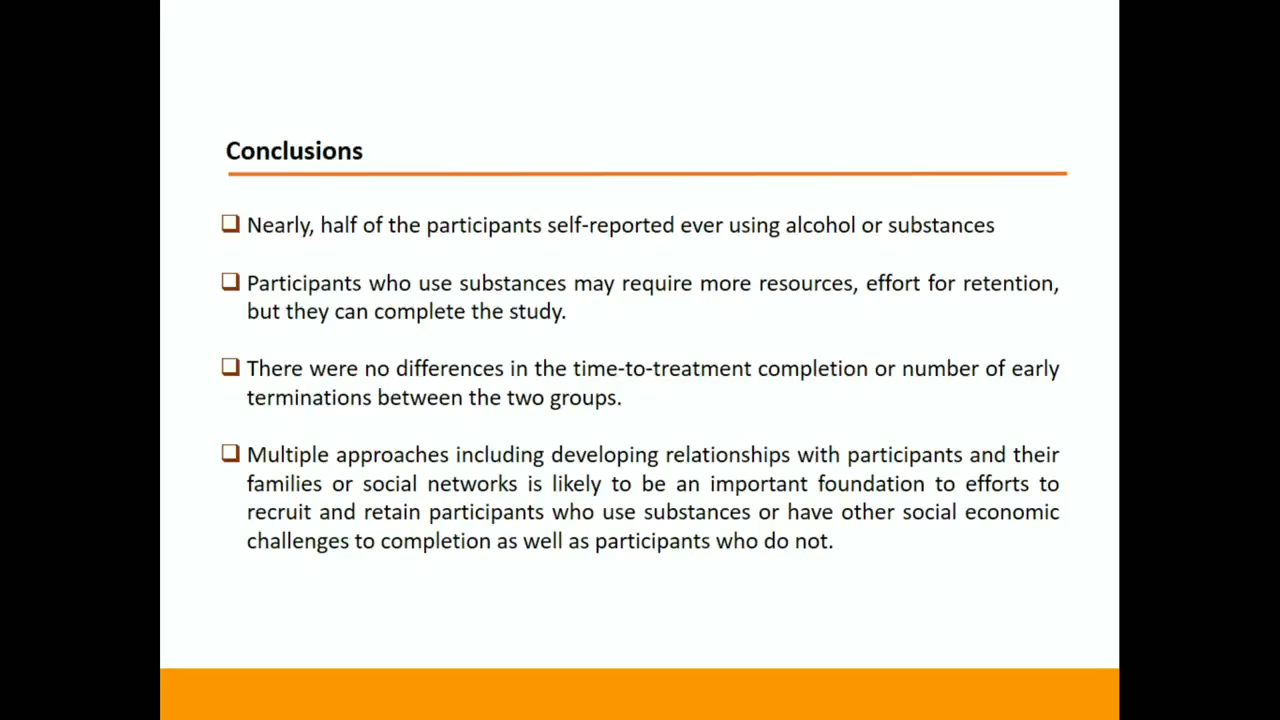 Conclusions
Nearly, half of the participants self-reported ever using alcohol or substances
Participants who use substances may require more resources, effort for retention,
but they can complete the study.
There were no differences in the time-to-treatment completion or number of early
terminations between the two groups.
Multiple approaches including developing relationships with participants and their
families or social networks is likely to be an important foundation to efforts to
recruit and retain participants who use substances or have other social economic
challenges to completion as well as participants who do not.